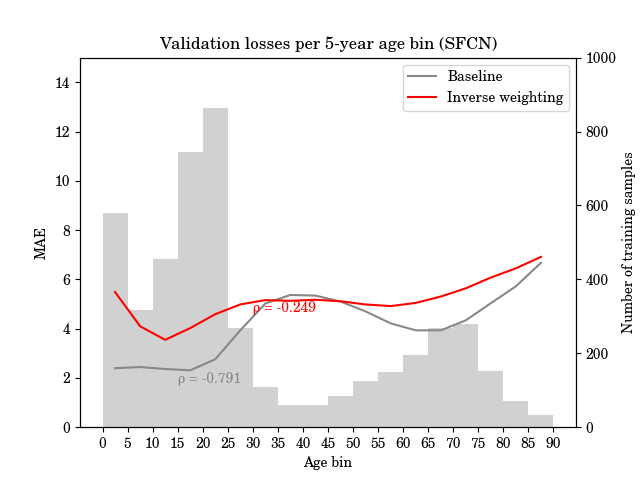 Validation losses per 5-year age bin (SFCN)
Baseline
Inverse weighting
MAE
14
12
10
8
6
4
2
0
ρ = -0.249
ρ = -0.791
1000
800
600
400
200
0
Number of training samples
0 5 10 15 20 25 30 35 40 45 50 55 60 65 70 75 80 85 90
Age bin